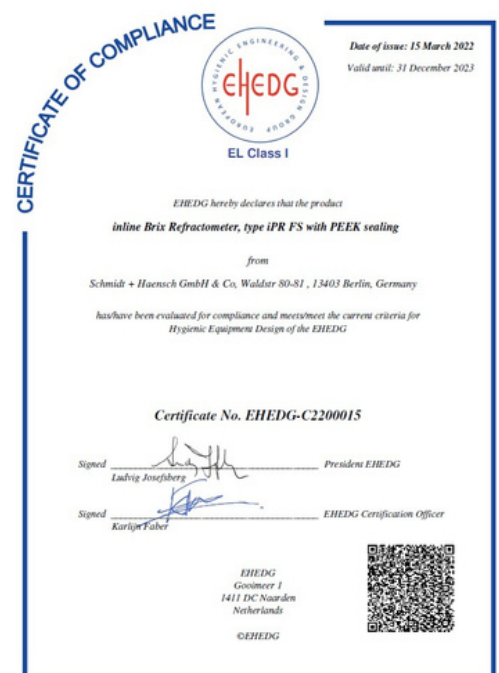 CERTIFICATE OF COMPLIANCE
EUROPEAN HYGIENIC ENGINEERING & DESIGN GROUP
EHEDG
EL Class I
Date of issue: 15 March 2022
Valid until: 31 December 2023
EHEDG hereby declares that the product
inline Brix Refractometer, type iPR FS with PEEK sealing
from
Schmidt + Haensch GmbH & Co, Waldstr 80-81 , 13403 Berlin, Germany
has/have been evaluated for compliance and meets/meet the current criteria for
Hygienic Equipment Design of the EHEDG
Certificate No. EHEDG-C2200015
Signed President EHEDG
Ludvig Josefsberg
Signed EHEDG Certification Officer
Karlijn Faber
EHEDG
Gooimeer 1
1411 DC Naarden
Netherlands
©EHEDG